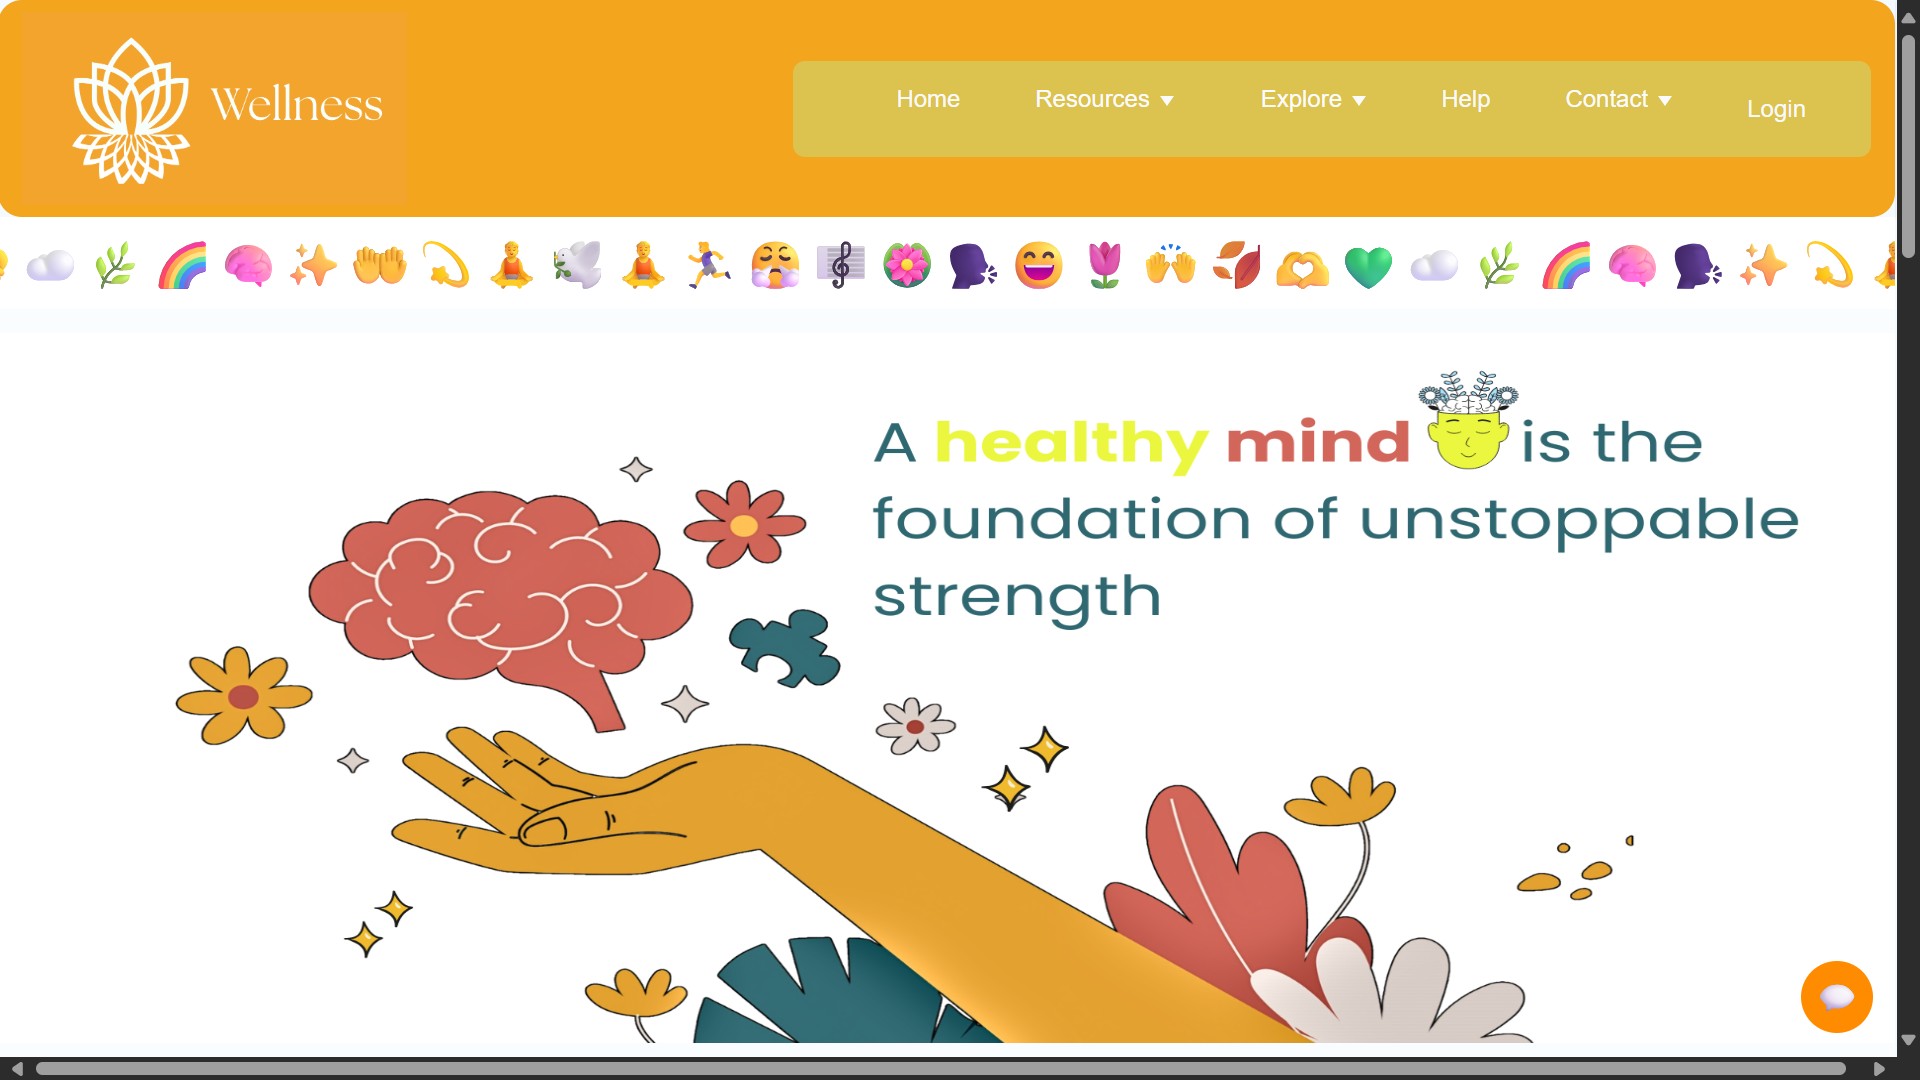 Wellness
Home Resources Explore Help Contact Login
A healthy mind is the
foundation of unstoppable
strength